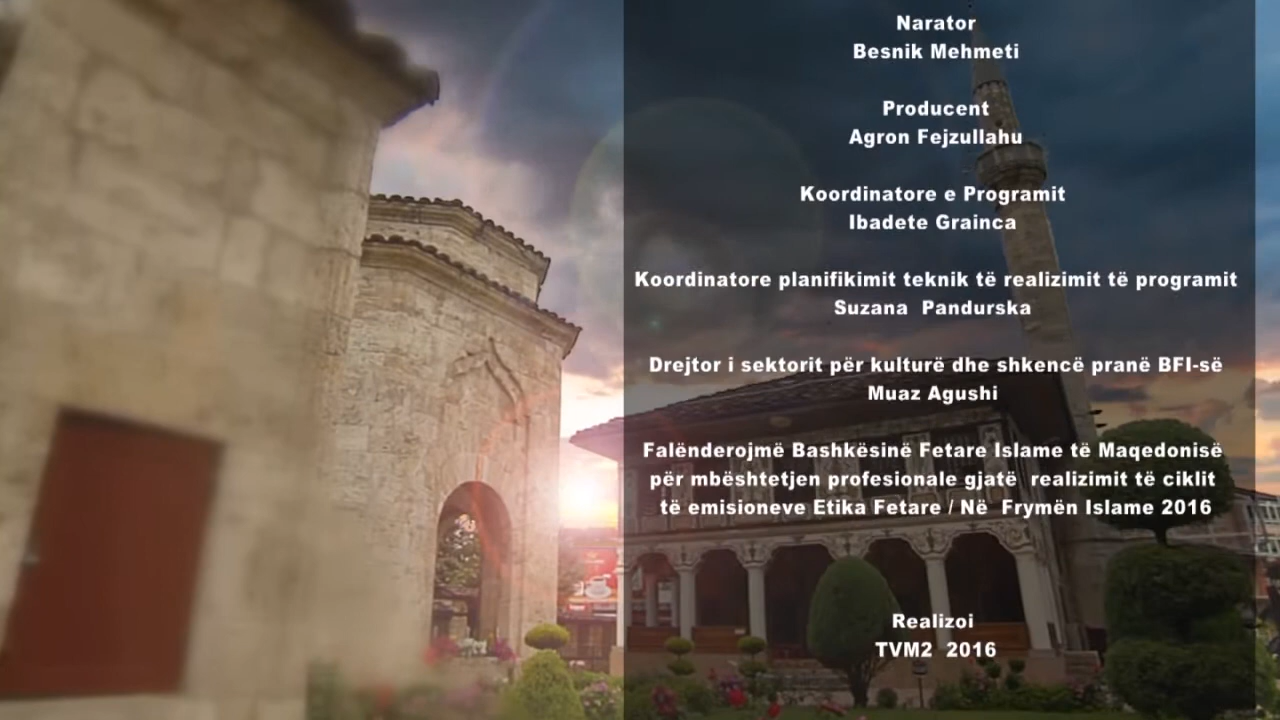 Narator
Besnik Mehmeti
Producent
Agron Fejzullahu
Koordinatore e Programit
Ibadete Grainca
Koordinatore planifikimit teknik të realizimit të programit
Suzana  Pandurska
Drejtor i sektorit për kulturë dhe shkencë pranë BFI-së
Muaz Agushi
Falënderojmë Bashkësinë Fetare Islame të Maqedonisë
për mbështetjen profesionale gjatë  realizimit të ciklit
të emisioneve Etika Fetare / Në  Frymën Islame 2016
Realizoi
TVM2  2016